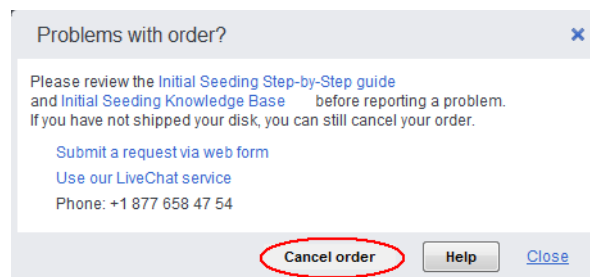 Problems with order?
Please review the Initial Seeding Step-by-Step guide
and Initial Seeding Knowledge Base before reporting a problem.
If you have not shipped your disk, you can still cancel your order.
Submit a request via web form
Use our LiveChat service
Phone: +1 877 658 47 54
Cancel order Help Close